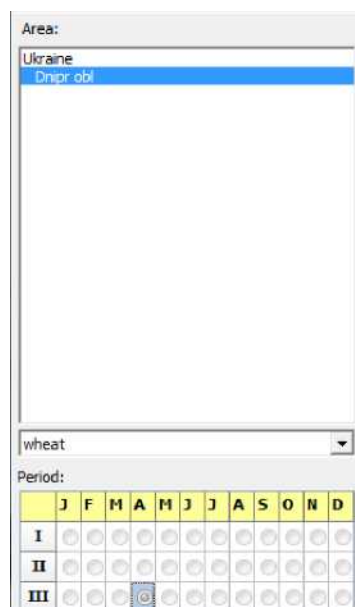 Area:
Ukraine
Dnipr obl
wheat
Period:
J F M A M J J A S O N D
I
II
III